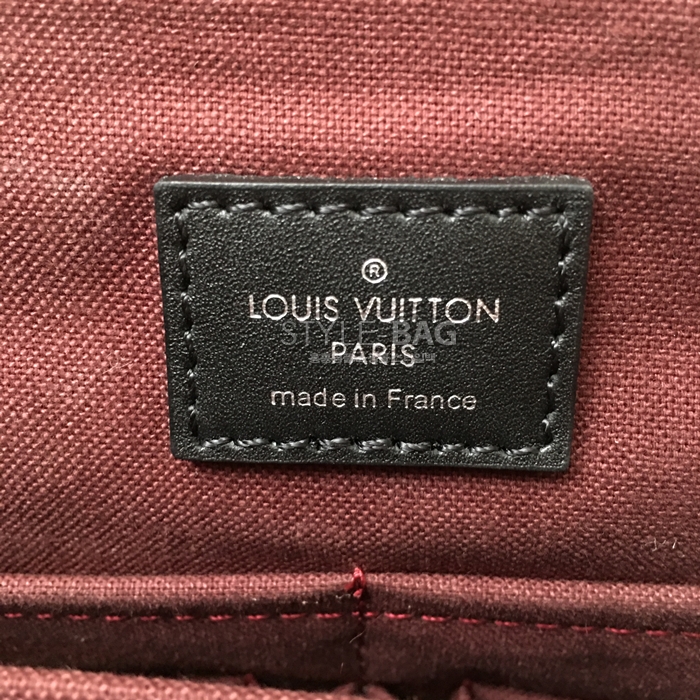 ®
LOUIS VUITTON
STYLE BAG
PARIS
made in France